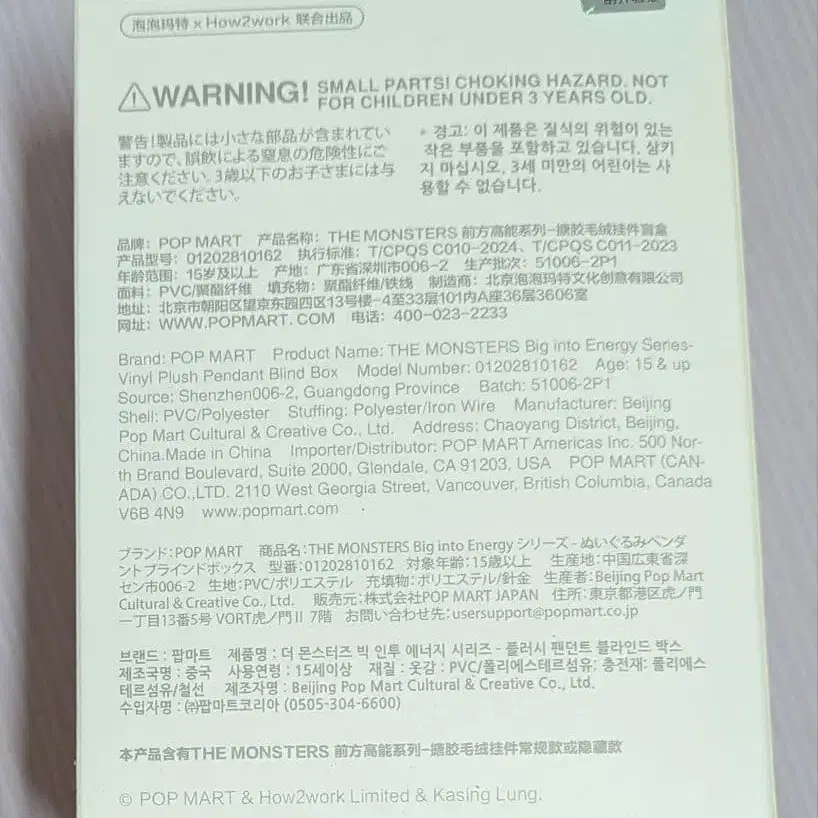 泡泡玛特 x How2work 联合出品
WARNING! SMALL PARTS! CHOKING HAZARD. NOT
FOR CHILDREN UNDER 3 YEARS OLD.
警告!製品には小さな部品が含まれてい
ますので、誤飲による窒息の危険性にご
注意ください。3歳以下のお子さまには与
えないでください。
* 경고: 이 제품은 질식의 위험이 있는
작은 부품을 포함하고 있습니다. 삼키
지 마십시오. 3세 미만의 어린이는 사
용할 수 없습니다.
品牌: POP MART 产品名称: THE MONSTERS 前方高能系列-搪胶毛绒挂件盲盒
产品型号: 01202810162 执行标准: T/CPQS C010-2024、T/CPQS C011-2023
年龄范围: 15岁及以上 产地: 广东省深圳市006-2 生产批次: 51006-2P1
面料: PVC/聚酯纤维 填充物: 聚酯纤维/铁线 制造商: 北京泡泡玛特文化创意有限公司
地址: 北京市朝阳区望京东园四区13号楼-4至33层101内A座36层3606室
网址: WWW.POPMART.COM 电话: 400-023-2233
Brand: POP MART Product Name: THE MONSTERS Big into Energy Series-
Vinyl Plush Pendant Blind Box Model Number: 01202810162 Age: 15 & up
Source: Shenzhen006-2, Guangdong Province Batch: 51006-2P1
Shell: PVC/Polyester Stuffing: Polyester/Iron Wire Manufacturer: Beijing
Pop Mart Cultural & Creative Co., Ltd. Address: Chaoyang District, Beijing,
China.Made in China Importer/Distributor: POP MART Americas Inc. 500 Nor-
th Brand Boulevard, Suite 2000, Glendale, CA 91203, USA POP MART (CAN-
ADA) CO.,LTD. 2110 West Georgia Street, Vancouver, British Columbia, Canada
V6B 4N9 www.popmart.com
ブランド:POP MART 商品名:THE MONSTERS Big into Energy シリーズ - ぬいぐるみペンダ
ントブラインドボックス 型番:01202810162 対象年齢:15歳以上 生産地:中国広東省深
セン市006-2 生地:PVC/ポリエステル 充填物:ポリエステル/針金 生産者:Beijing Pop Mart
Cultural & Creative Co., Ltd. 販売元:株式会社POP MART JAPAN 住所:東京都港区虎ノ門
一丁目13番5号 VORT虎ノ門Ⅱ 7階 お問い合わせ先:usersupport@popmart.co.jp
브랜드 : 팝마트 제품명 : 더 몬스터즈 빅 인투 에너지 시리즈 - 플러시 팬던트 블라인드 박스
제조국명 : 중국 사용연령 : 15세이상 재질 : 옷감 : PVC/폴리에스테르섬유; 충전재: 폴리에스
테르섬유/철선 제조자명 : Beijing Pop Mart Cultural & Creative Co., Ltd.
수입자명 : ㈜팝마트코리아 (0505-304-6600)
本产品含有THE MONSTERS 前方高能系列-搪胶毛绒挂件常规款或隐藏款
© POP MART & How2work Limited & Kasing Lung.